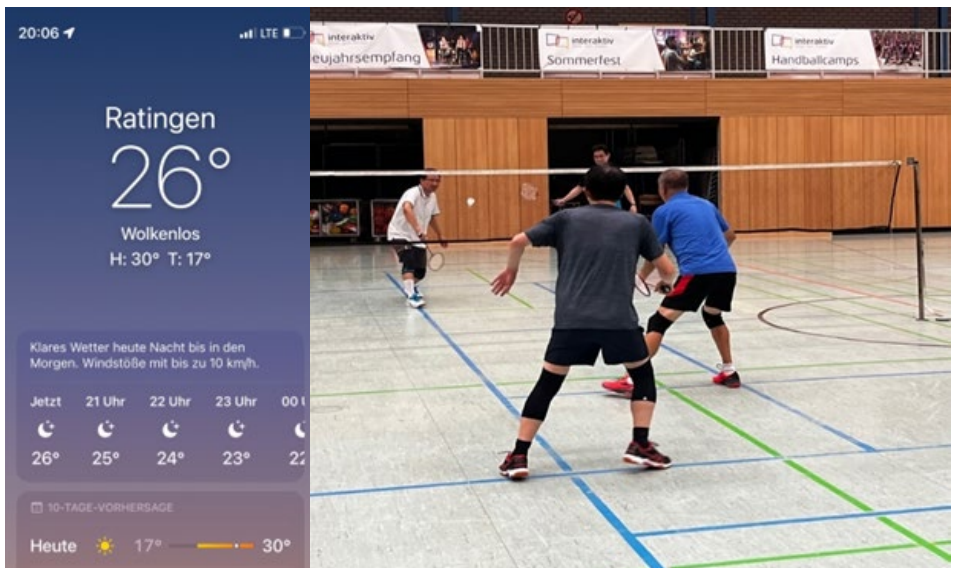 20:06
LTE
Ratingen
26°
Wolkenlos
H: 30° T: 17°
Klares Wetter heute Nacht bis in den
Morgen. Windstöße mit bis zu 10 km/h.
Jetzt 21 Uhr 22 Uhr 23 Uhr 00
26° 25° 24° 23° 22
10-TAGE-VORHERSAGE
Heute 17° 30°
interaktiv
eujahrsempfang
interaktiv
Sommerfest
interaktiv
Handballcamps